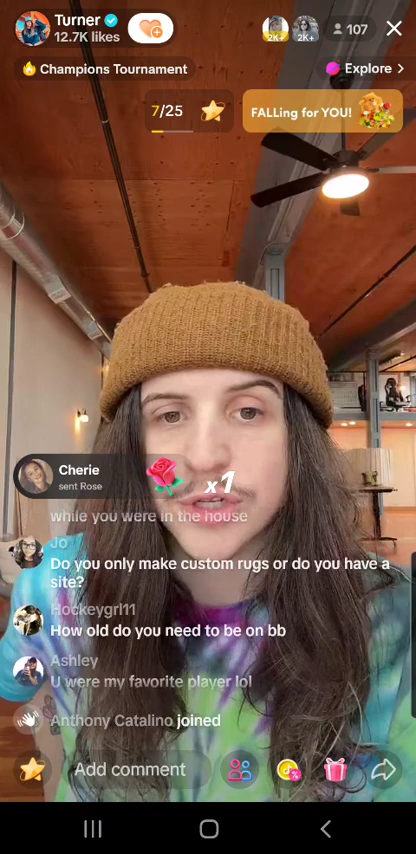 Turner
12.7K likes
2K+
2K+
107
Champions Tournament
Explore >
7/25
FALLing for YOU!
Cherie
sent Rose
x1
while you were in the house
Jo
Do you only make custom rugs or do you have a
site?
Hockeygrl11
How old do you need to be on bb
Ashley
U were my favorite player lol
Anthony Catalino joined
Add comment